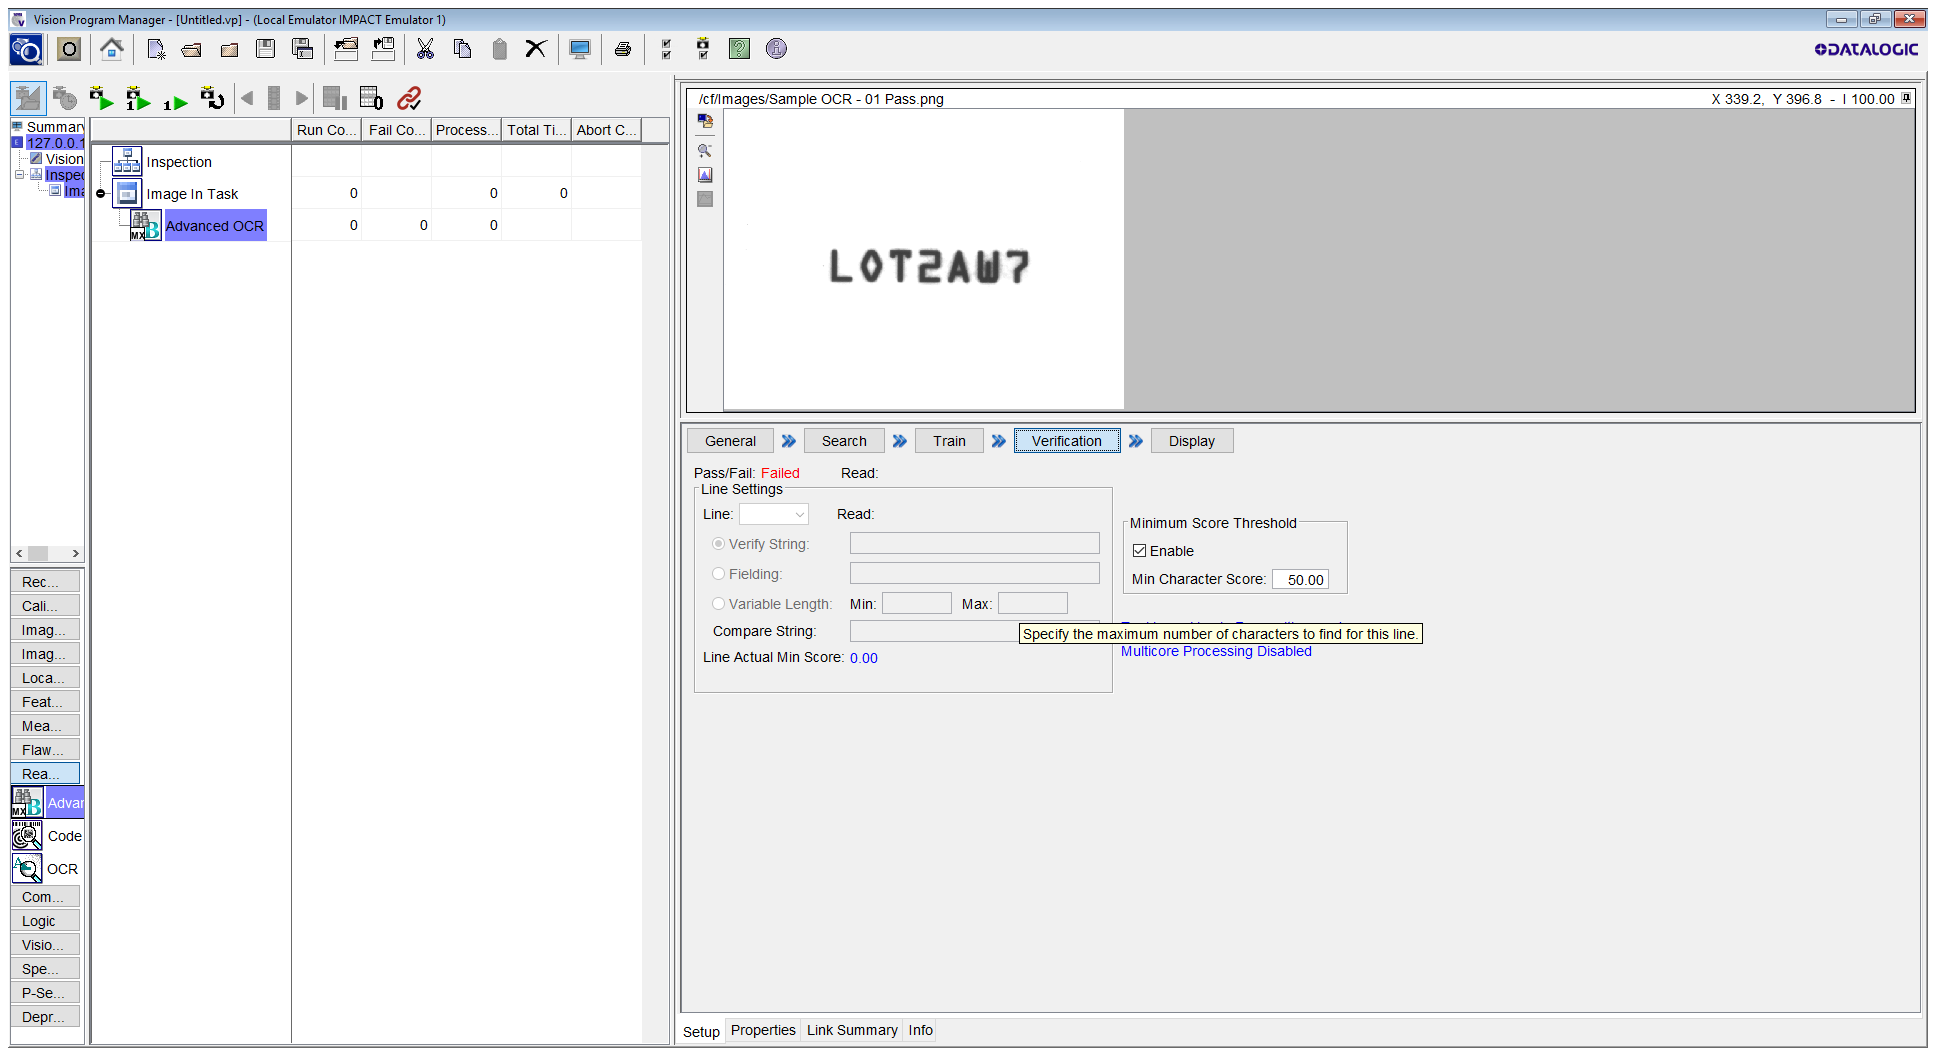 Vision Program Manager - [Untitled.vp] - (Local Emulator IMPACT Emulator 1)
DATALOGIC
Summary
127.0.0.1
Vision
Inspec
Ima
Run Co... Fail Co... Process... Total Ti... Abort C...
Inspection
Image In Task 0 0 0
Advanced OCR 0 0 0
/cf/Images/Sample OCR - 01 Pass.png X 339.2, Y 396.8 - I 100.00
LOT2AW7
General Search Train Verification Display
Pass/Fail: Failed Read:
Line Settings
Line: Read:
Verify String:
Fielding:
Variable Length: Min: Max:
Compare String:
Line Actual Min Score: 0.00
Minimum Score Threshold
Enable
Min Character Score: 50.00
Specify the maximum number of characters to find for this line.
Multicore Processing Disabled
Rec...
Cali...
Imag...
Imag...
Loca...
Feat...
Mea...
Flaw...
Rea...
Advan
Code
OCR
Com...
Logic
Visio...
Spe...
P-Se...
Depr...
Setup Properties Link Summary Info